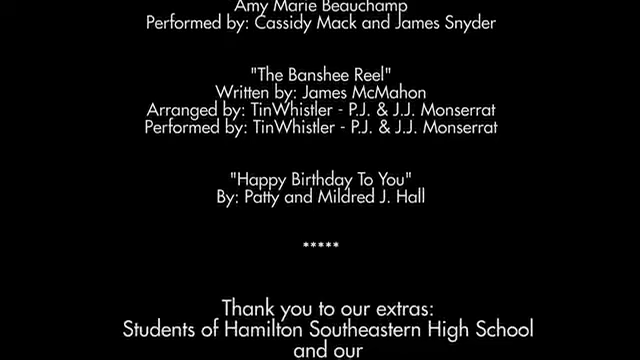 Amy Marie Beauchamp
Performed by: Cassidy Mack and James Snyder
"The Banshee Reel"
Written by: James McMahon
Arranged by: TinWhistler - P.J. & J.J. Monserrat
Performed by: TinWhistler - P.J. & J.J. Monserrat
"Happy Birthday To You"
By: Patty and Mildred J. Hall
*****
Thank you to our extras:
Students of Hamilton Southeastern High School
and our